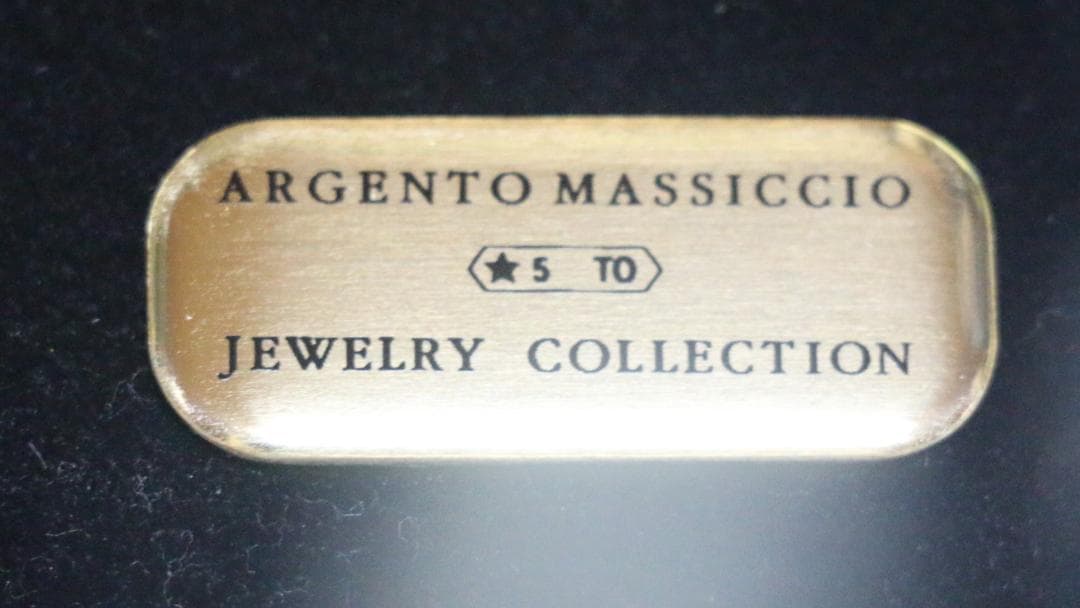 ARGENTO MASSICCIO
★ 5 TO
JEWELRY COLLECTION